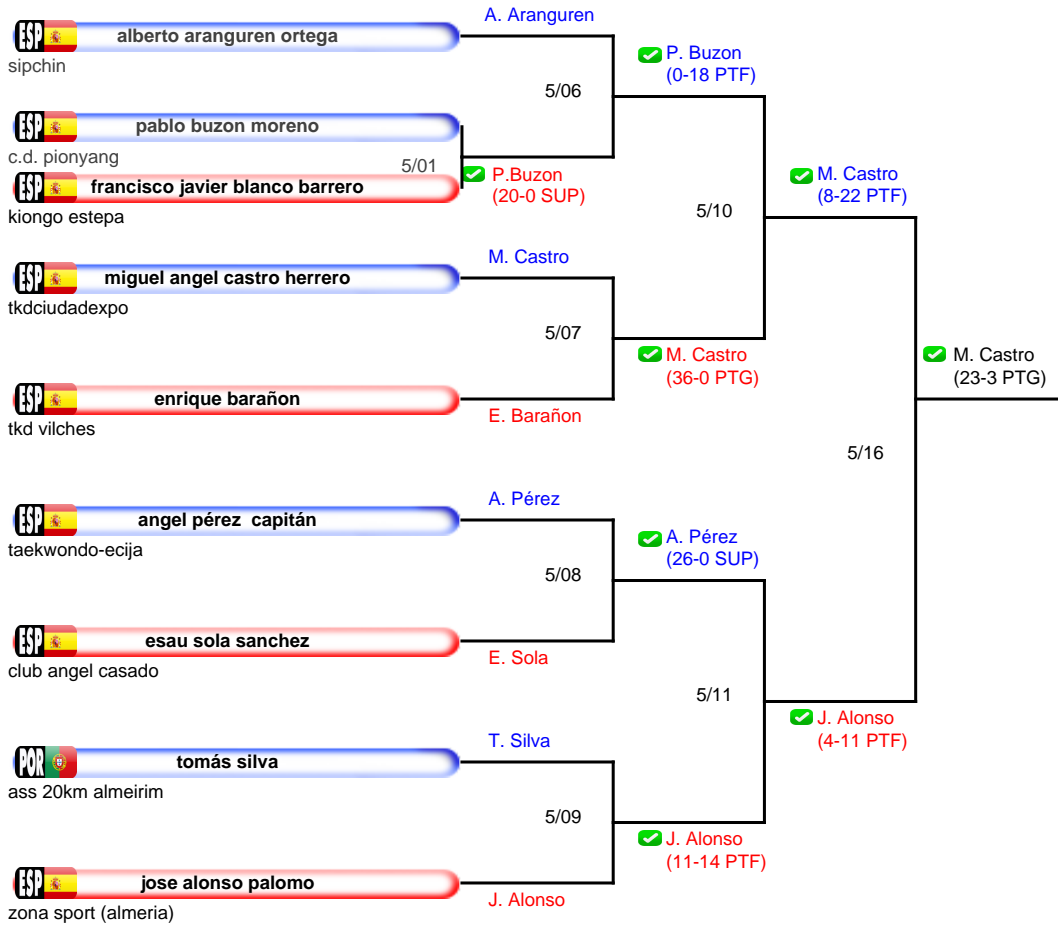 A. Aranguren
ESP alberto aranguren ortega
sipchin
P. Buzon
(0-18 PTF)
5/06
ESP pablo buzon moreno
c.d. pionyang
5/01
P.Buzon
(20-0 SUP)
ESP francisco javier blanco barrero
kiongo estepa
M. Castro
(8-22 PTF)
5/10
M. Castro
ESP miguel angel castro herrero
tkdciudadexpo
5/07
M. Castro
(36-0 PTG)
M. Castro
(23-3 PTG)
ESP enrique barañon
E. Barañon
tkd vilches
5/16
A. Pérez
ESP angel pérez  capitán
taekwondo-ecija
A. Pérez
(26-0 SUP)
5/08
ESP esau sola sanchez
E. Sola
club angel casado
5/11
J. Alonso
(4-11 PTF)
T. Silva
POR tomás silva
ass 20km almeirim
5/09
J. Alonso
(11-14 PTF)
ESP jose alonso palomo
J. Alonso
zona sport (almeria)